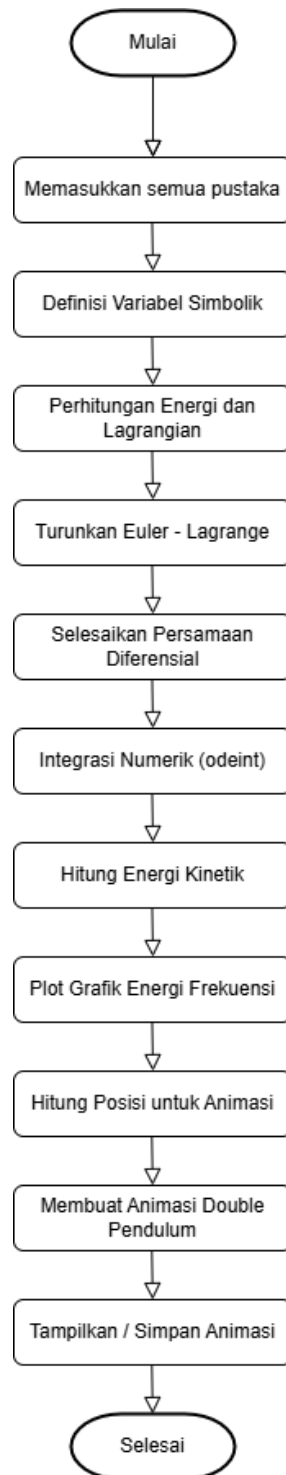 Mulai
Memasukkan semua pustaka
Definisi Variabel Simbolik
Perhitungan Energi dan
Lagrangian
Turunkan Euler - Lagrange
Selesaikan Persamaan
Diferensial
Integrasi Numerik (odeint)
Hitung Energi Kinetik
Plot Grafik Energi Frekuensi
Hitung Posisi untuk Animasi
Membuat Animasi Double
Pendulum
Tampilkan / Simpan Animasi
Selesai